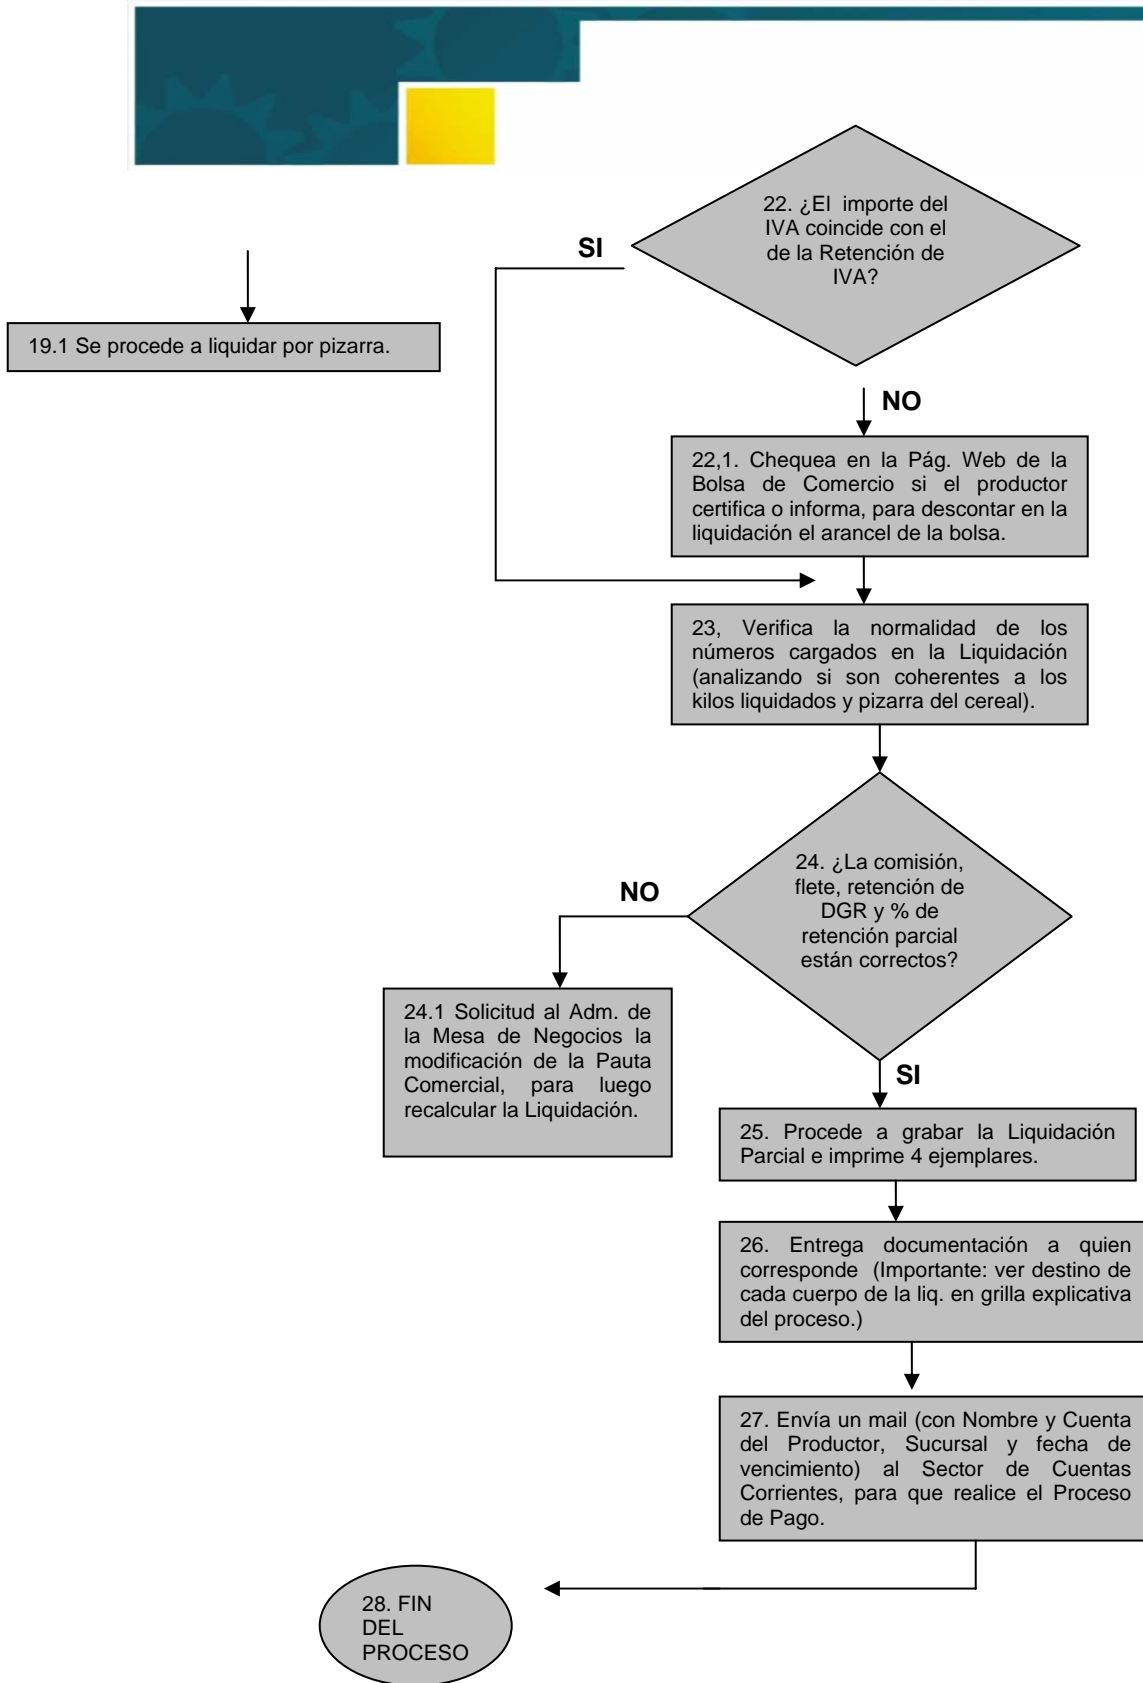 22. ¿El importe del
IVA coincide con el
de la Retención de
IVA?
SI
19.1 Se procede a liquidar por pizarra.
NO
22,1. Chequea en la Pág. Web de la
Bolsa de Comercio si el productor
certifica o informa, para descontar en la
liquidación el arancel de la bolsa.
23, Verifica la normalidad de los
números cargados en la Liquidación
(analizando si son coherentes a los
kilos liquidados y pizarra del cereal).
24. ¿La comisión,
flete, retención de
DGR y % de
retención parcial
están correctos?
NO
24.1 Solicitud al Adm. de
la Mesa de Negocios la
modificación de la Pauta
Comercial, para luego
recalcular la Liquidación.
SI
25. Procede a grabar la Liquidación
Parcial e imprime 4 ejemplares.
26. Entrega documentación a quien
corresponde (Importante: ver destino de
cada cuerpo de la liq. en grilla explicativa
del proceso.)
27. Envía un mail (con Nombre y Cuenta
del Productor, Sucursal y fecha de
vencimiento) al Sector de Cuentas
Corrientes, para que realice el Proceso
de Pago.
28. FIN
DEL
PROCESO